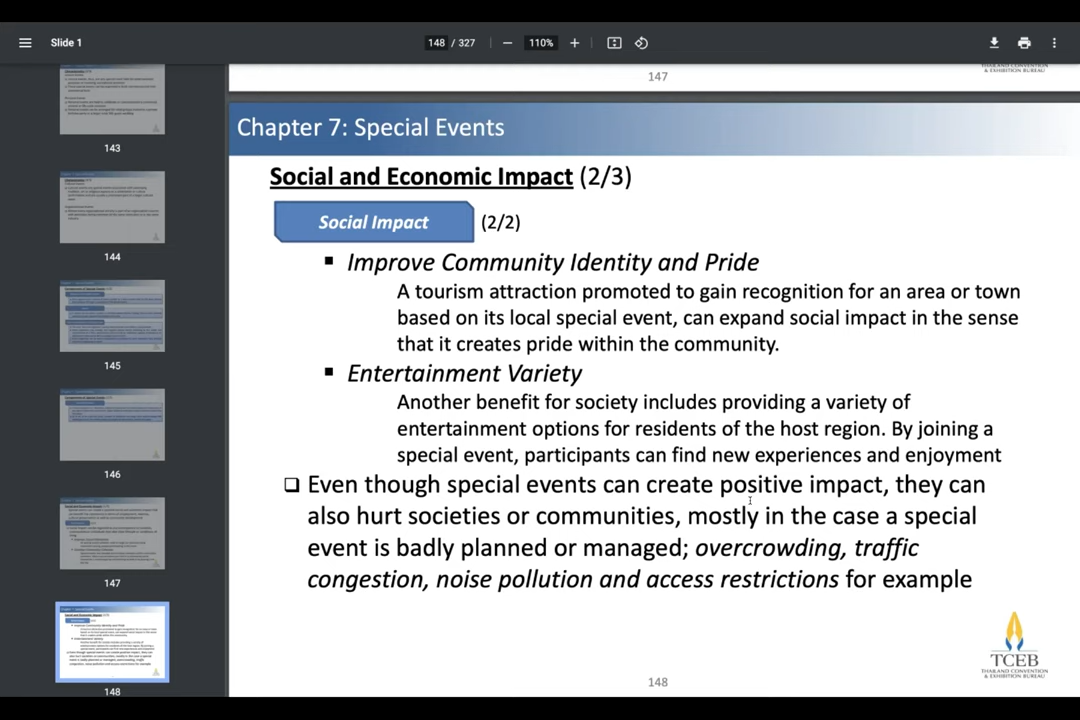 Slide 1
148 / 327
110%
143
144
145
146
147
148
147
THAILAND CONVENTION
& EXHIBITION BUREAU
Chapter 7: Special Events
Social and Economic Impact (2/3)
Social Impact (2/2)
▪ Improve Community Identity and Pride
A tourism attraction promoted to gain recognition for an area or town
based on its local special event, can expand social impact in the sense
that it creates pride within the community.
▪ Entertainment Variety
Another benefit for society includes providing a variety of
entertainment options for residents of the host region. By joining a
special event, participants can find new experiences and enjoyment
❑ Even though special events can create positive impact, they can
also hurt societies or communities, mostly in the case a special
event is badly planned or managed; overcrowding, traffic
congestion, noise pollution and access restrictions for example
TCEB
THAILAND CONVENTION
& EXHIBITION BUREAU
148